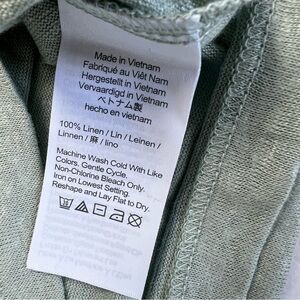 Made in Vietnam
Fabriqué au Viêt Nam
Hergestellt in Vietnam
Vervaardigd in Vietnam
ベトナム製
hecho en vietnam
100% Linen / Lin / Leinen /
Linnen / 麻 / lino
Machine Wash Cold With Like
Colors, Gentle Cycle.
Non-Chlorine Bleach Only.
Iron on Lowest Setting.
Reshape and Lay Flat to Dry.